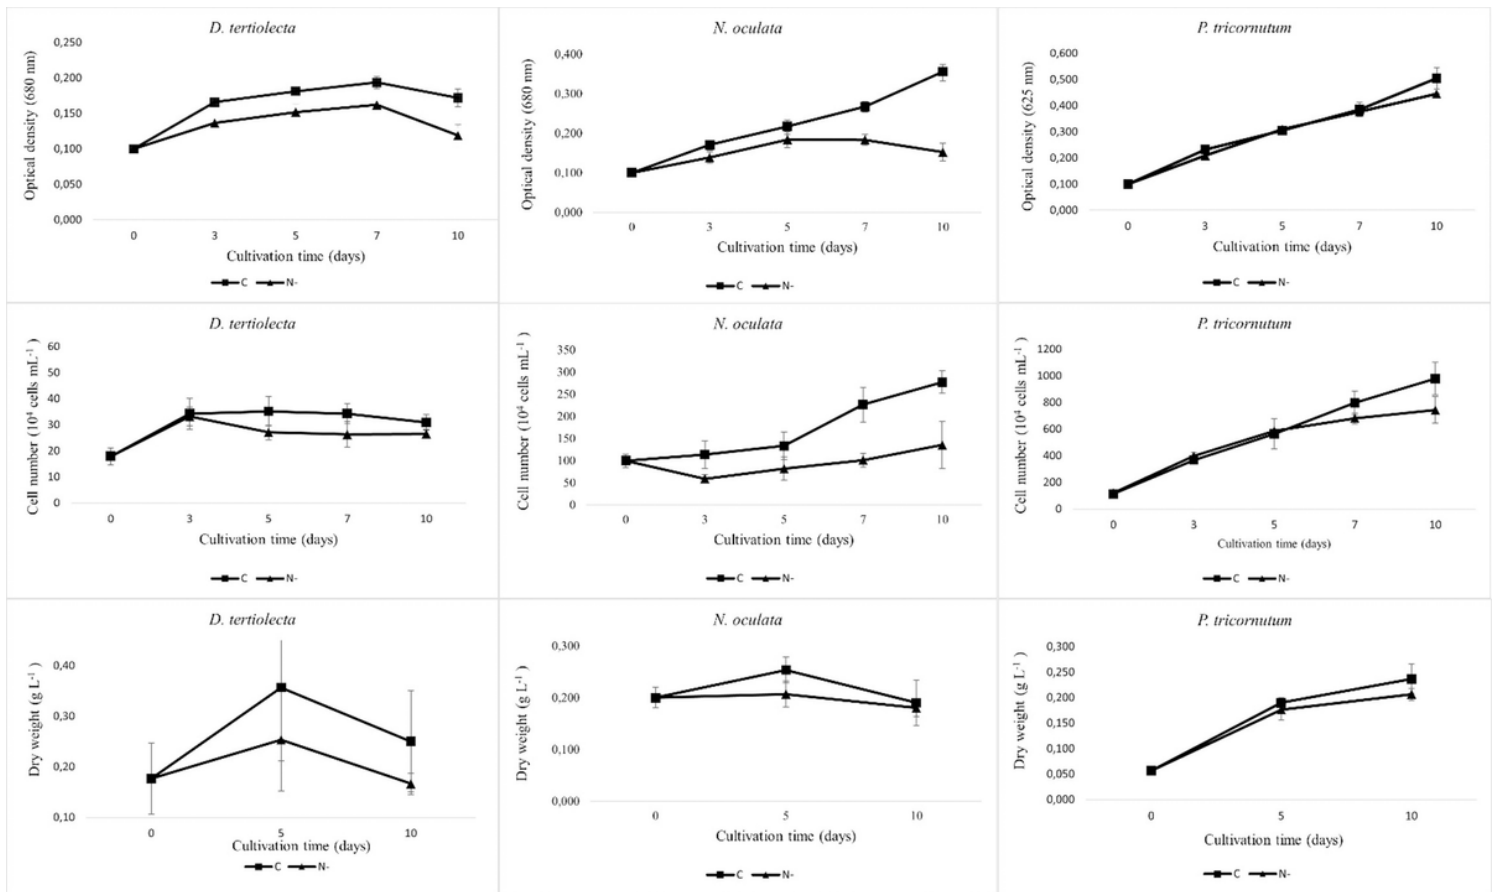 D. tertiolecta
Optical density (680 nm)
0,250
0,200
0,150
0,100
0,050
0,000
0 3 5 7 10
Cultivation time (days)
C N-
N. oculata
Optical density (680 nm)
0,400
0,300
0,200
0,100
0,000
0 3 5 7 10
Cultivation time (days)
C N-
P. tricornutum
Optical density (625 nm)
0,600
0,500
0,400
0,300
0,200
0,100
0,000
0 3 5 7 10
Cultivation time (days)
C N-
D. tertiolecta
Cell number (10⁴ cells mL⁻¹ )
60
50
40
30
20
10
0
0 3 5 7 10
Cultivation time (days)
C N-
N. oculata
Cell number (10⁴ cells mL⁻¹ )
350
300
250
200
150
100
50
0
0 3 5 7 10
Cultivation time (days)
C N-
P. tricornutum
Cell number (10⁴ cells mL⁻¹ )
1200
1000
800
600
400
200
0
0 3 5 7 10
Cultivation time (days)
C N-
D. tertiolecta
Dry weight (g L⁻¹ )
0,40
0,30
0,20
0,10
0 5 10
Cultivation time (days)
C N-
N. oculata
Dry weight (g L⁻¹ )
0,300
0,200
0,100
0,000
0 5 10
Cultivation time (days)
C N-
P. tricornutum
Dry weight (g L⁻¹ )
0,300
0,250
0,200
0,150
0,100
0,050
0,000
0 5 10
Cultivation time (days)
C N-